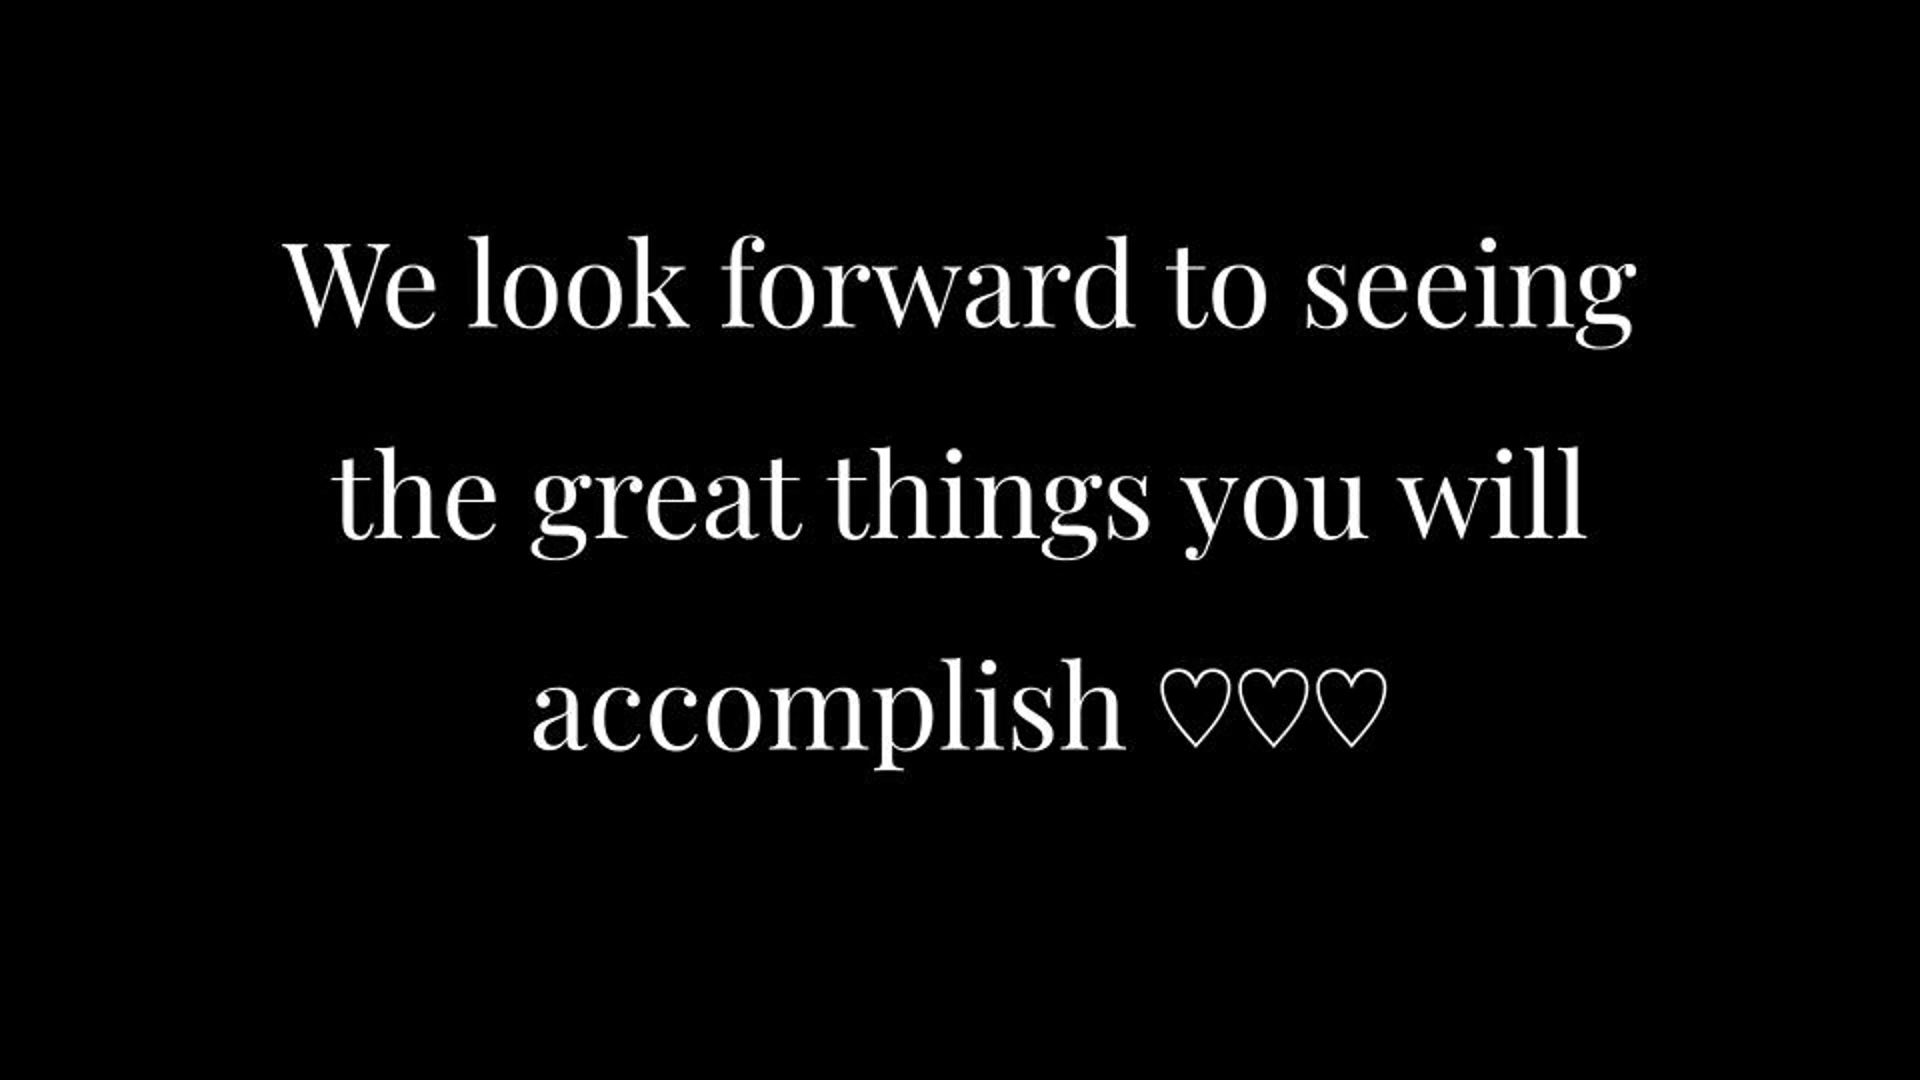 We look forward to seeing
the great things you will
accomplish ♡♡♡